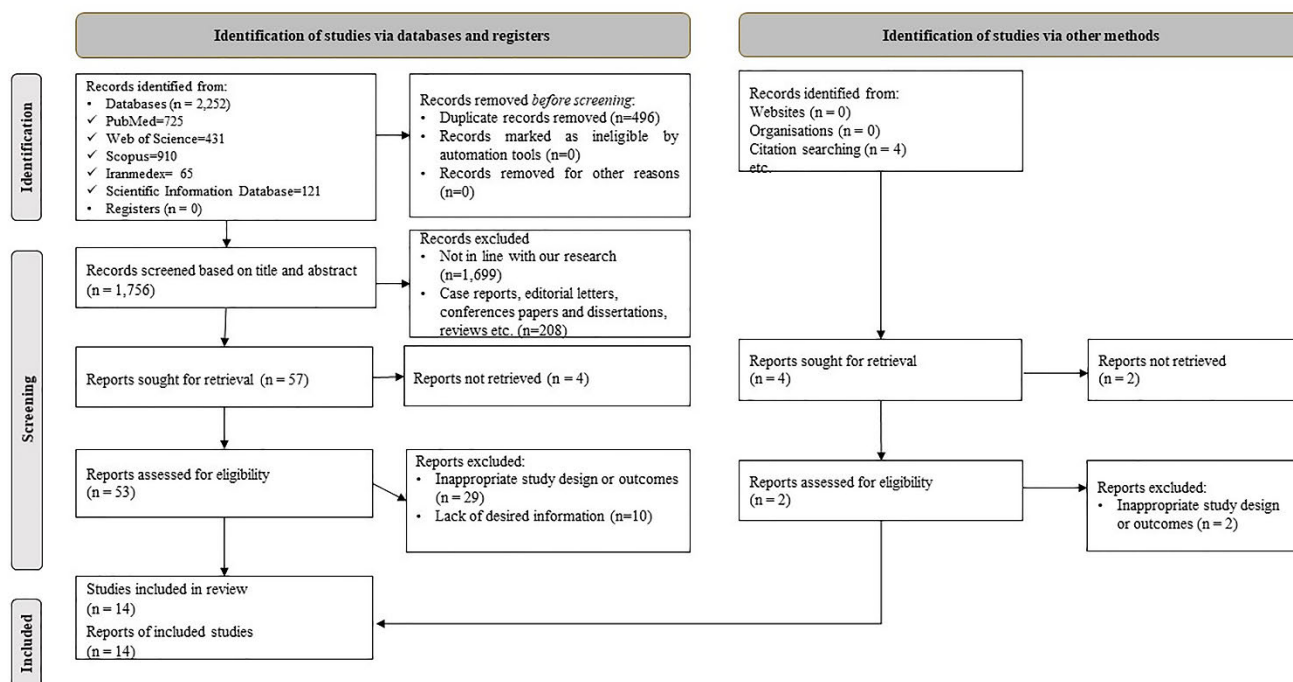 Identification of studies via databases and registers
Identification of studies via other methods
Identification
Records identified from:
• Databases (n = 2,252)
✓ PubMed=725
✓ Web of Science=431
✓ Scopus=910
✓ Iranmedex= 65
✓ Scientific Information Database=121
• Registers (n = 0)
Records removed before screening:
• Duplicate records removed (n=496)
• Records marked as ineligible by
automation tools (n=0)
• Records removed for other reasons
(n=0)
Records identified from:
Websites (n = 0)
Organisations (n = 0)
Citation searching (n = 4)
etc.
Screening
Records screened based on title and abstract
(n = 1,756)
Records excluded
• Not in line with our research
(n=1,699)
• Case reports, editorial letters,
conferences papers and dissertations,
reviews etc. (n=208)
Reports sought for retrieval (n = 57)
Reports not retrieved (n = 4)
Reports sought for retrieval
(n = 4)
Reports not retrieved
(n = 2)
Reports assessed for eligibility
(n = 53)
Reports excluded:
• Inappropriate study design or outcomes
(n = 29)
• Lack of desired information (n=10)
Reports assessed for eligibility
(n = 2)
Reports excluded:
• Inappropriate study design
or outcomes (n = 2)
Included
Studies included in review
(n = 14)
Reports of included studies
(n = 14)